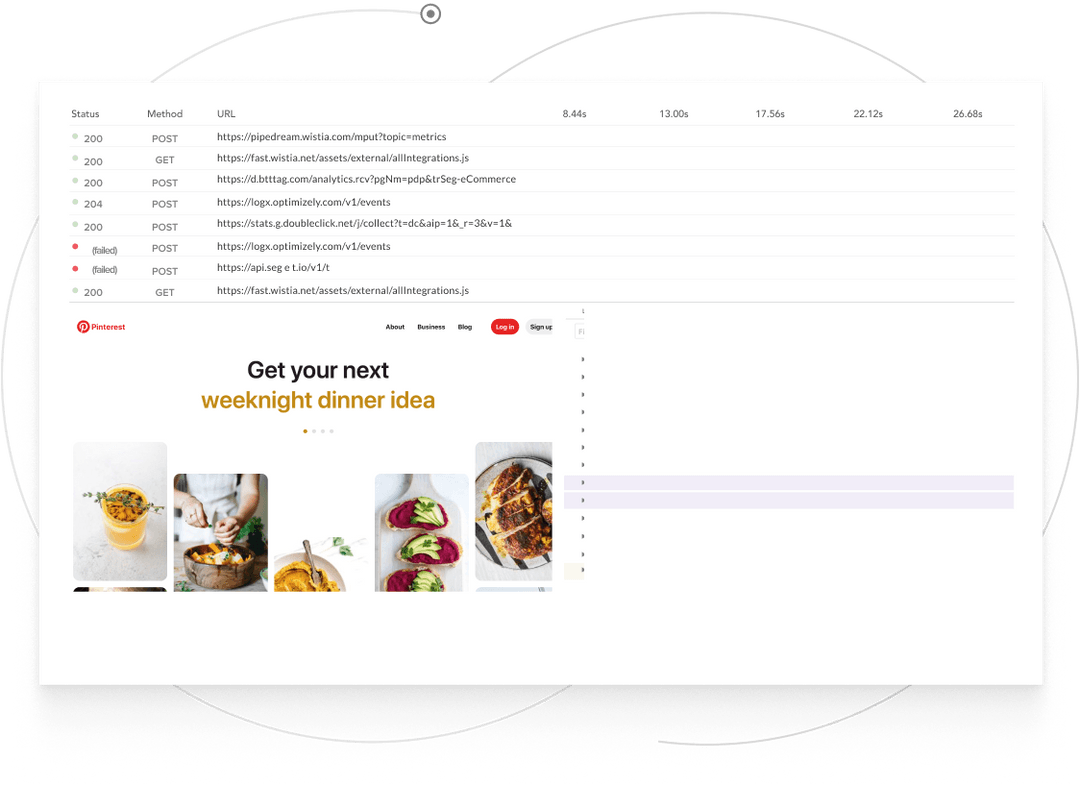 Status Method URL 8.44s 13.00s 17.56s 22.12s 26.68s
200 POST https://pipedream.wistia.com/mput?topic=metrics
200 GET https://fast.wistia.net/assets/external/allIntegrations.js
200 POST https://d.btttag.com/analytics.rcv?pgNm=pdp&trSeg-eCommerce
204 POST https://logx.optimizely.com/v1/events
200 POST https://stats.g.doubleclick.net/j/collect?t=dc&aip=1&_r=3&v=1&
(failed) POST https://logx.optimizely.com/v1/events
(failed) POST https://api.seg e t.io/v1/t
200 GET https://fast.wistia.net/assets/external/allIntegrations.js
Pinterest About Business Blog Log in Sign up
Get your next
weeknight dinner idea